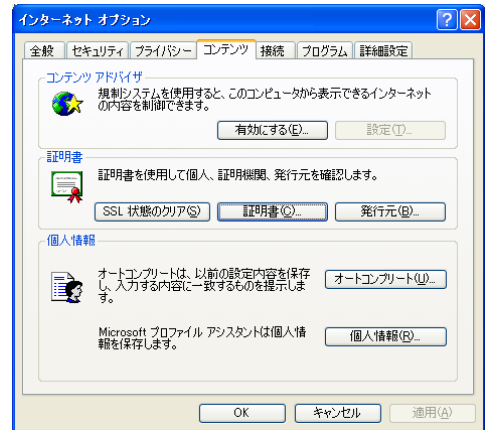 インターネット オプション
全般 セキュリティ プライバシー コンテンツ 接続 プログラム 詳細設定
コンテンツ アドバイザ
規制システムを使用すると、このコンピュータから表示できるインターネット
の内容を制御できます。
有効にする(E)... 設定(T)...
証明書
証明書を使用して個人、証明機関、発行元を確認します。
SSL 状態のクリア(S) 証明書(C)... 発行元(B)...
個人情報
オートコンプリートは、以前の設定内容を保存
し、入力する内容に一致するものを提示しま
す。
オートコンプリート(U)...
Microsoft プロファイル アシスタントは個人情
報を保存します。
個人情報(R)...
OK キャンセル 適用(A)